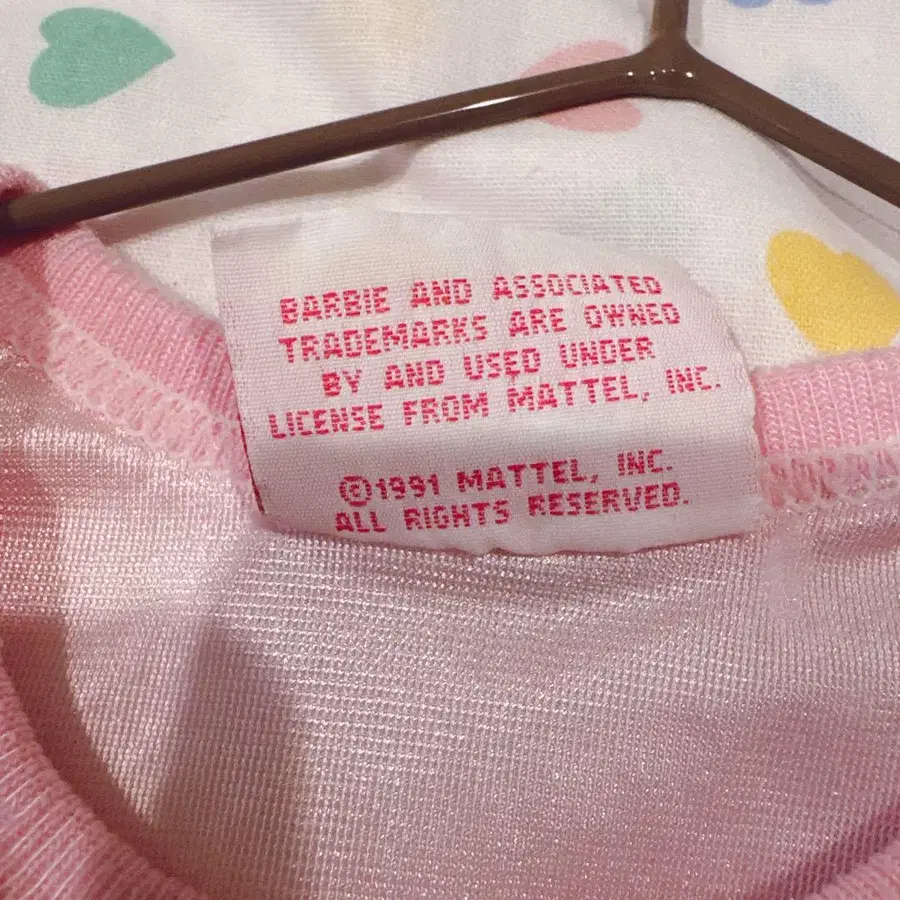 BARBIE AND ASSOCIATED
TRADEMARKS ARE OWNED
BY AND USED UNDER
LICENSE FROM MATTEL, INC.
©1991 MATTEL, INC.
ALL RIGHTS RESERVED.